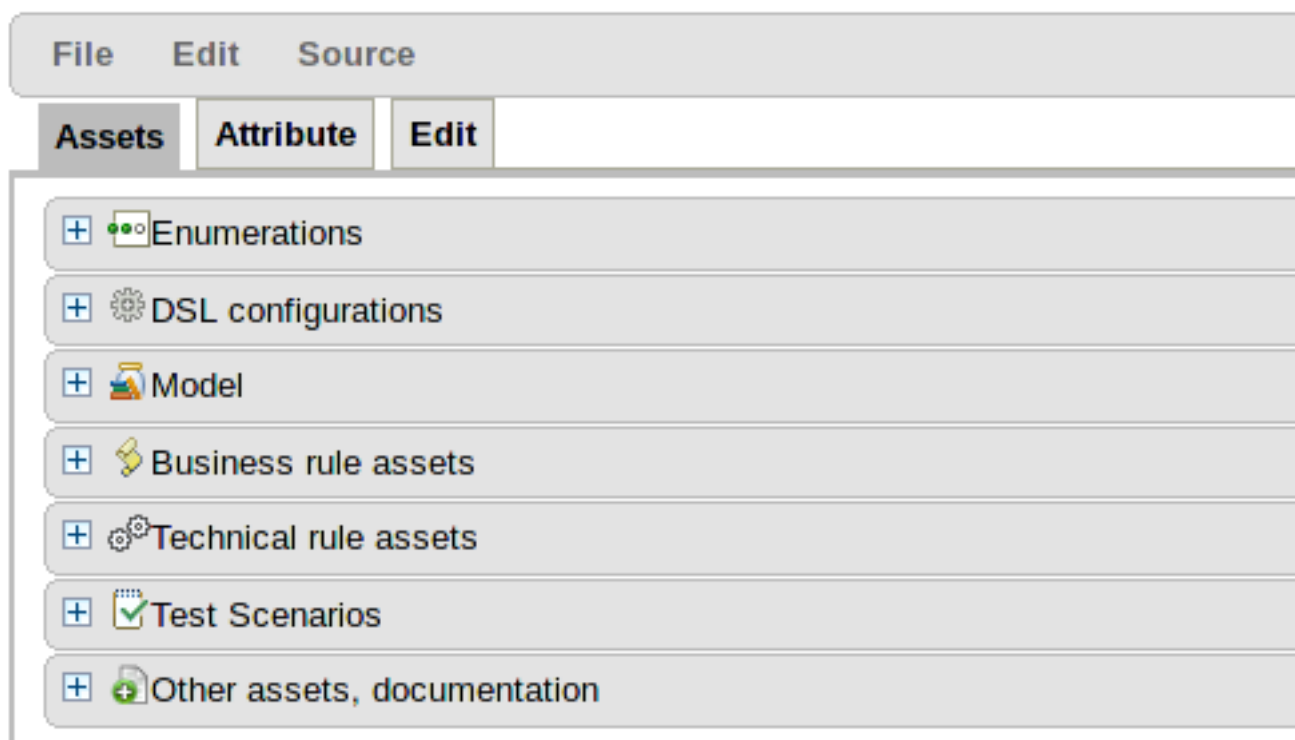 File Edit Source
Assets Attribute Edit
Enumerations
DSL configurations
Model
Business rule assets
Technical rule assets
Test Scenarios
Other assets, documentation